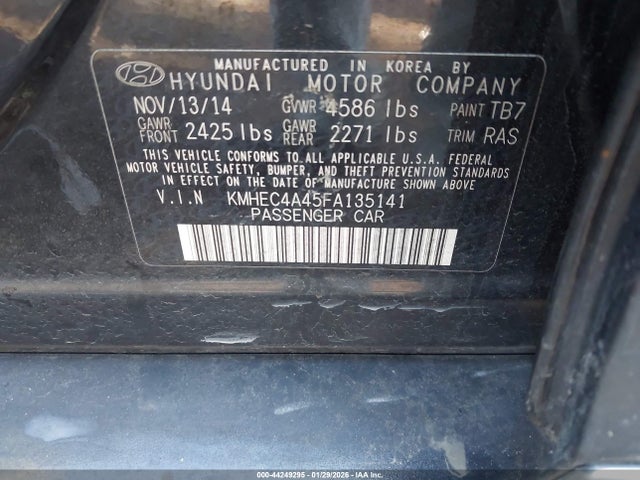 MANUFACTURED IN KOREA BY
HYUNDAI MOTOR COMPANY
NOV/13/14 GVWR 4586 lbs PAINT TB7
GAWR FRONT 2425 lbs GAWR REAR 2271 lbs TRIM RAS
THIS VEHICLE CONFORMS TO ALL APPLICABLE U.S.A. FEDERAL
MOTOR VEHICLE SAFETY, BUMPER, AND THEFT PREVENTION STANDARDS
IN EFFECT ON THE DATE OF MANUFACTURE SHOWN ABOVE
V.I.N KMHEC4A45FA135141
PASSENGER CAR
000-44249295 - 01/29/2026 - IAAI.com